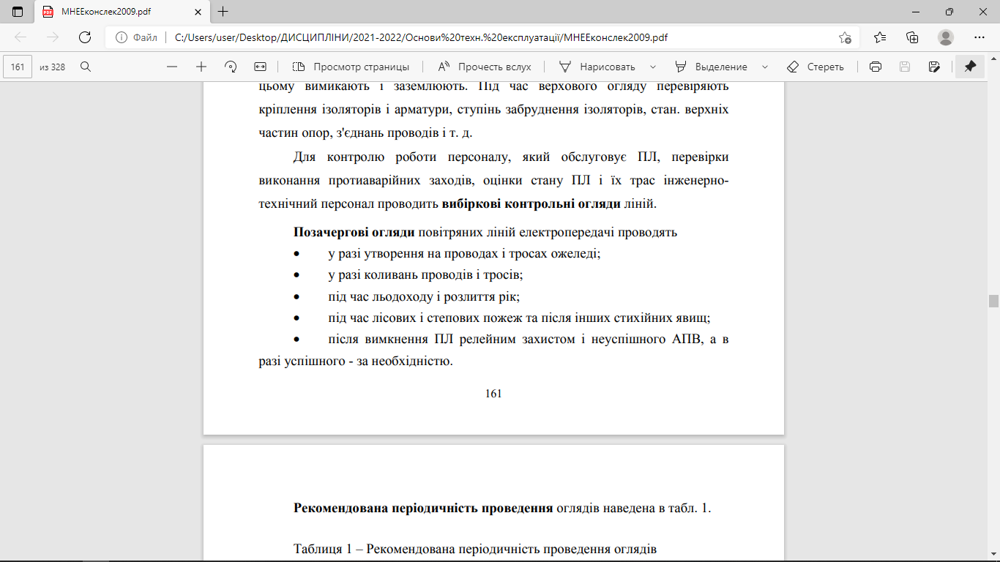 МНЕЕконслек2009.pdf
Файл
C:/Users/user/Desktop/ДИСЦИПЛІНИ/2021-2022/Основи%20техн.%20експлуатації/МНЕЕконслек2009.pdf
161 из 328 Просмотр страницы Прочесть вслух Нарисовать Выделение Стереть
цьому вимикають і заземлюють. Під час верхового огляду перевіряють
кріплення ізоляторів і арматури, ступінь забруднення ізоляторів, стан. верхніх
частин опор, з'єднань проводів і т. д.
Для контролю роботи персоналу, який обслуговує ПЛ, перевірки
виконання протиаварійних заходів, оцінки стану ПЛ і їх трас інженерно-
технічний персонал проводить вибіркові контрольні огляди ліній.
Позачергові огляди повітряних ліній електропередачі проводять
• у разі утворення на проводах і тросах ожеледі;
• у разі коливань проводів і тросів;
• під час льодоходу і розлиття рік;
• під час лісових і степових пожеж та після інших стихійних явищ;
• після вимкнення ПЛ релейним захистом і неуспішного АПВ, а в
разі успішного - за необхідністю.
161
Рекомендована періодичність проведення оглядів наведена в табл. 1.
Таблиця 1 – Рекомендована періодичність проведення оглядів